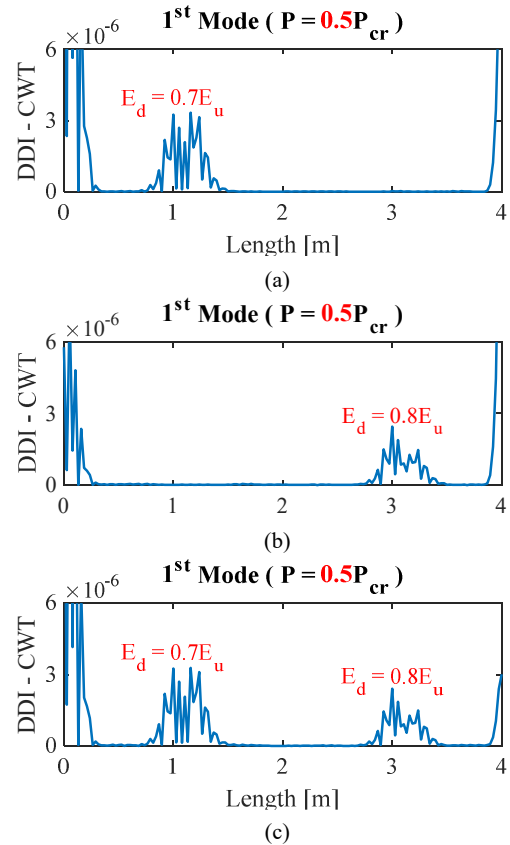 1st Mode ( P = 0.5Pcr )
×10-6
6
3
0
DDI - CWT
Ed = 0.7Eu
0 1 2 3 4
Length [m]
(a)
1st Mode ( P = 0.5Pcr )
×10-6
6
3
0
DDI - CWT
Ed = 0.8Eu
0 1 2 3 4
(b)
1st Mode ( P = 0.5Pcr )
×10-6
6
3
0
DDI - CWT
Ed = 0.7Eu
Ed = 0.8Eu
0 1 2 3 4
Length [m]
(c)